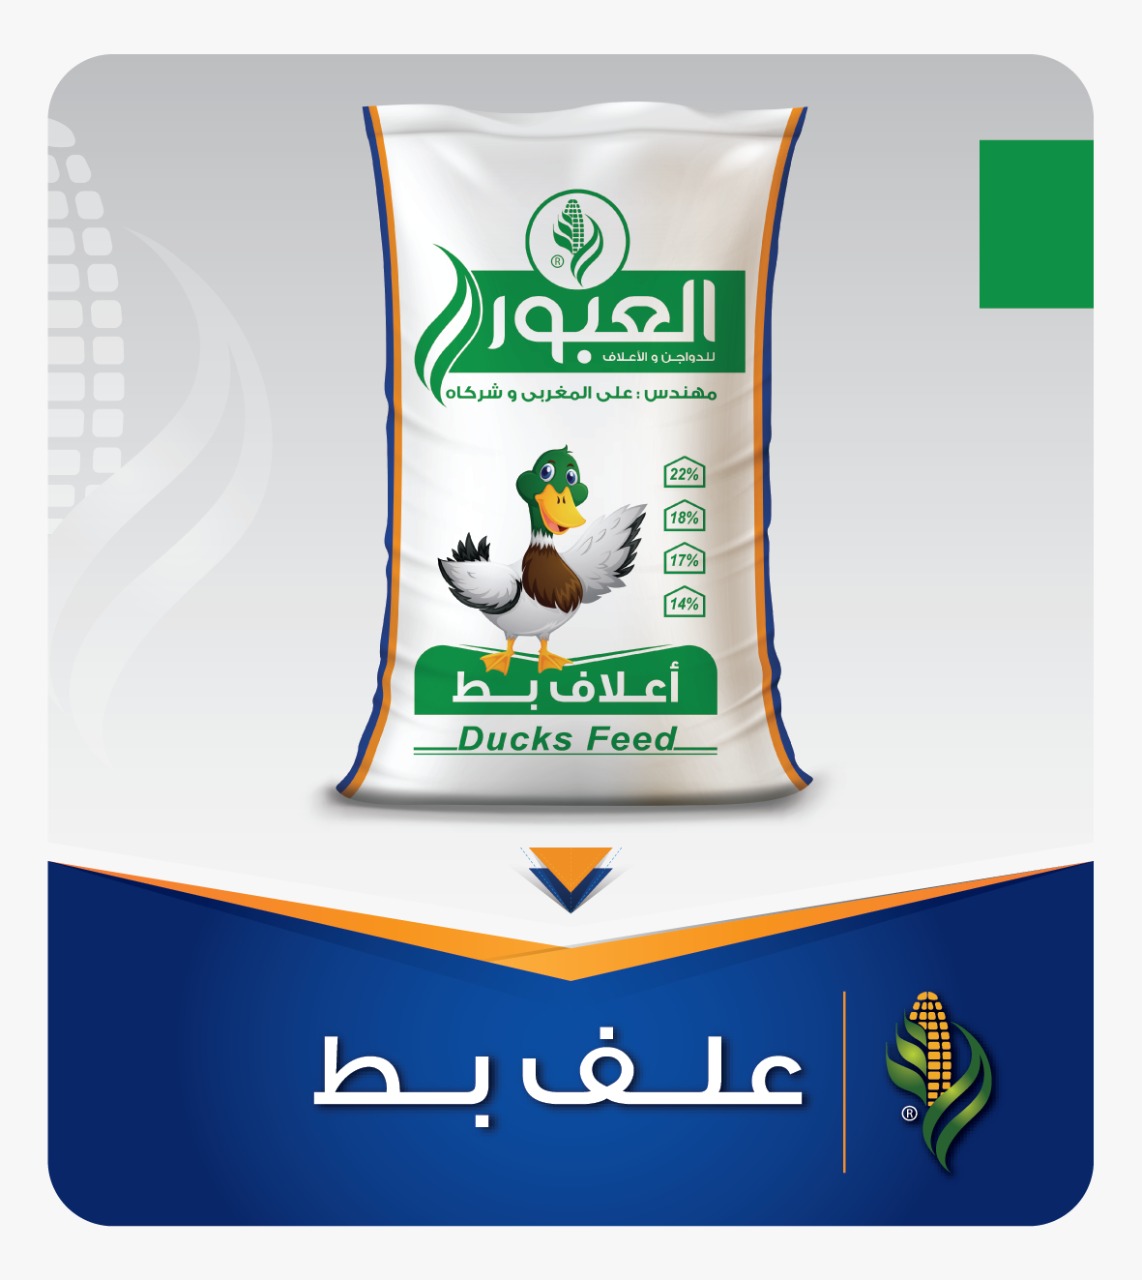 ®
العبور
للدواجن و الأعلاف
مهندس : على المغربى و شركاه
22%
18%
17%
14%
أعلاف بط
Ducks Feed
علف بط
®